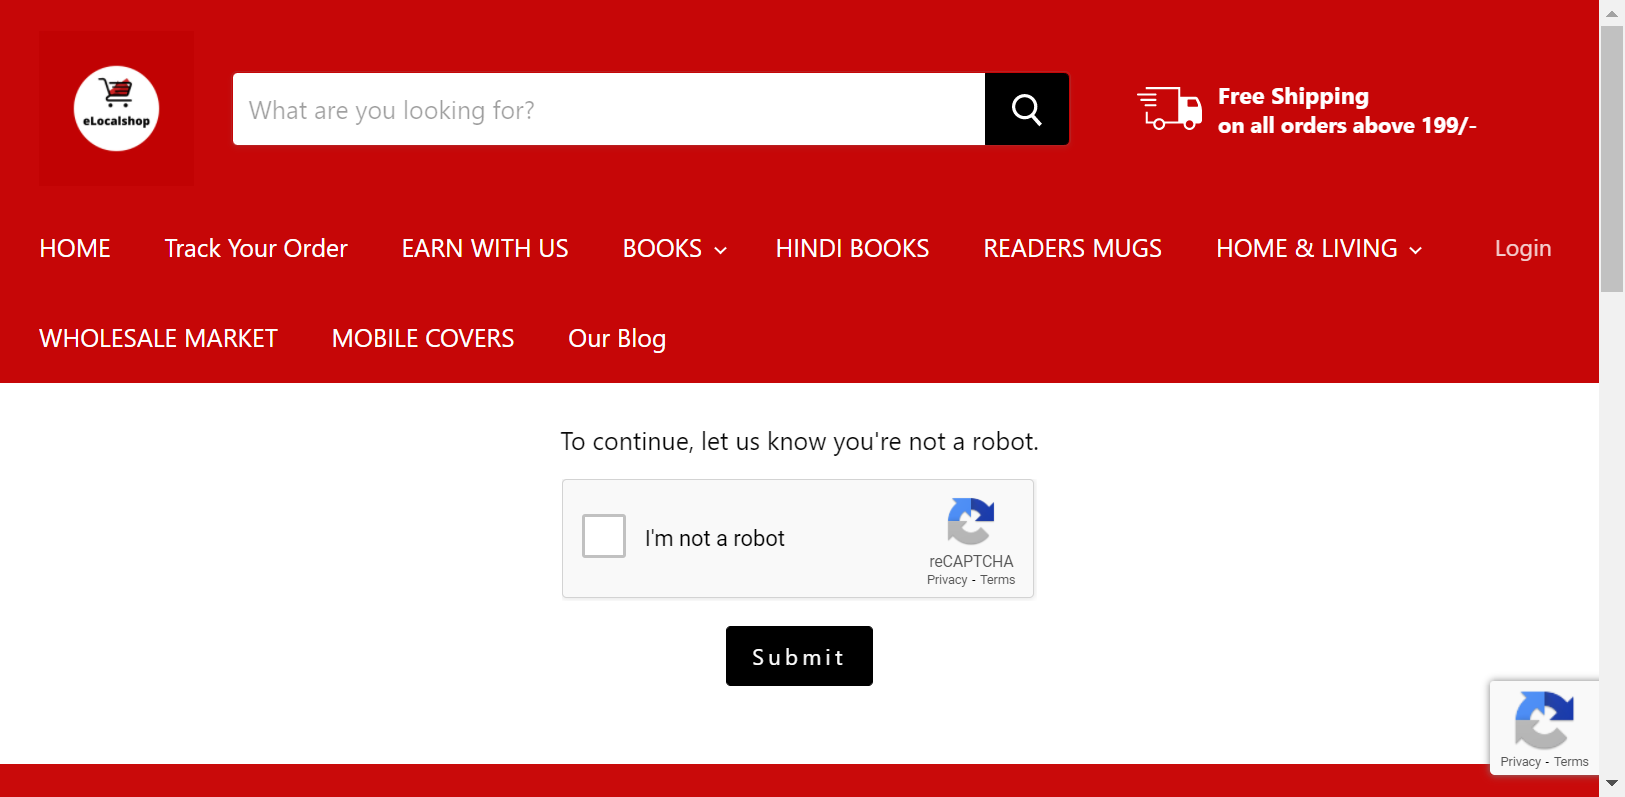 eLocalshop
What are you looking for?
Free Shipping
on all orders above 199/-
HOME
Track Your Order
EARN WITH US
BOOKS
HINDI BOOKS
READERS MUGS
HOME & LIVING
Login
WHOLESALE MARKET
MOBILE COVERS
Our Blog
To continue, let us know you're not a robot.
I'm not a robot
reCAPTCHA
Privacy - Terms
Submit
Privacy - Terms